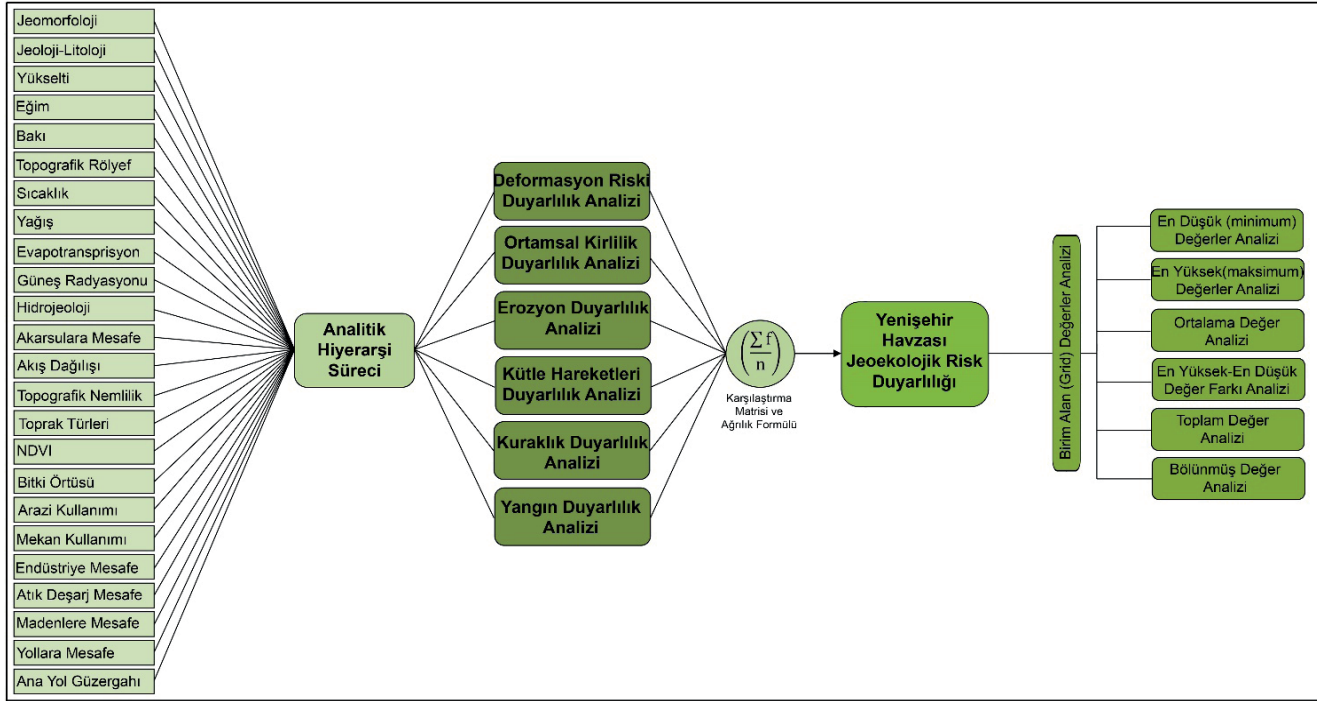 Jeomorfoloji
Jeoloji-Litoloji
Yükselti
Eğim
Bakı
Topografik Rölyef
Sıcaklık
Yağış
Evapotransprisyon
Güneş Radyasyonu
Hidrojeoloji
Akarsulara Mesafe
Akış Dağılışı
Topografik Nemlilik
Toprak Türleri
NDVI
Bitki Örtüsü
Arazi Kullanımı
Mekan Kullanımı
Endüstriye Mesafe
Atık Deşarj Mesafe
Madenlere Mesafe
Yollara Mesafe
Ana Yol Güzergahı
Analitik
Hiyerarşi
Süreci
Deformasyon Riski
Duyarlılık Analizi
Ortamsal Kirlilik
Duyarlılık Analizi
Erozyon Duyarlılık
Analizi
Kütle Hareketleri
Duyarlılık Analizi
Kuraklık Duyarlılık
Analizi
Yangın Duyarlılık
Analizi
(∑ f / n)
Karşılaştırma
Matrisi ve
Ağrılık Formülü
Yenişehir
Havzası
Jeoekolojik Risk
Duyarlılığı
Birim Alan (Grid) Değerler Analizi
En Düşük (minimum)
Değerler Analizi
En Yüksek(maksimum)
Değerler Analizi
Ortalama Değer
Analizi
En Yüksek-En Düşük
Değer Farkı Analizi
Toplam Değer
Analizi
Bölünmüş Değer
Analizi